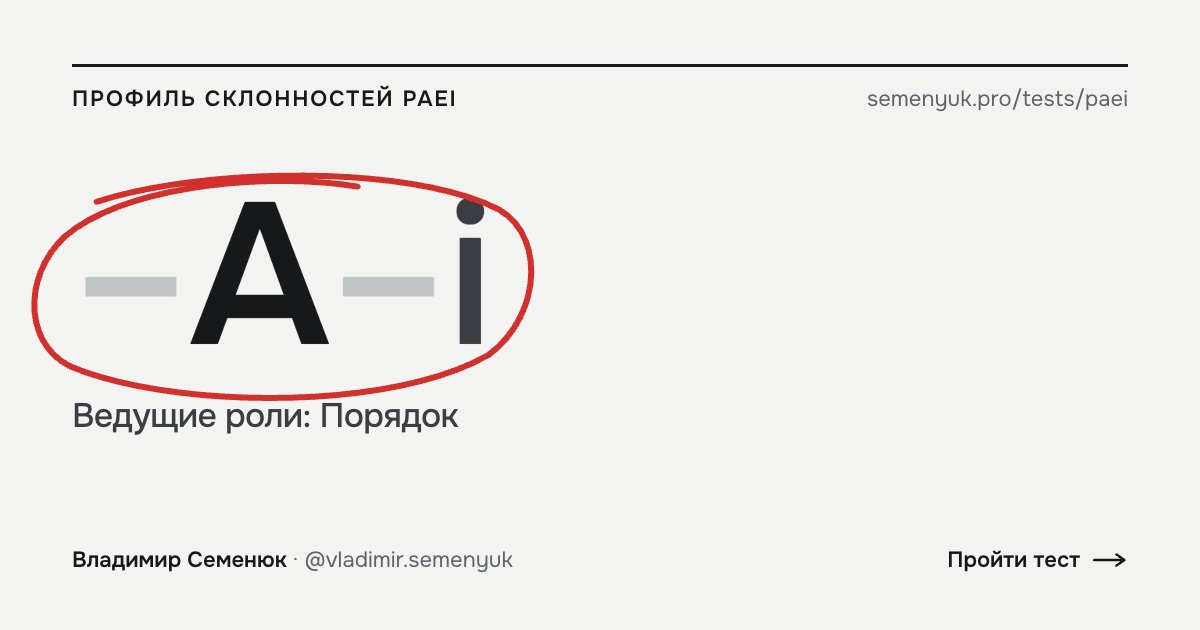 ПРОФИЛЬ СКЛОННОСТЕЙ PAEI
semenyuk.pro/tests/paei
–A–i
Ведущие роли: Порядок
Владимир Семенюк · @vladimir.semenyuk
Пройти тест →